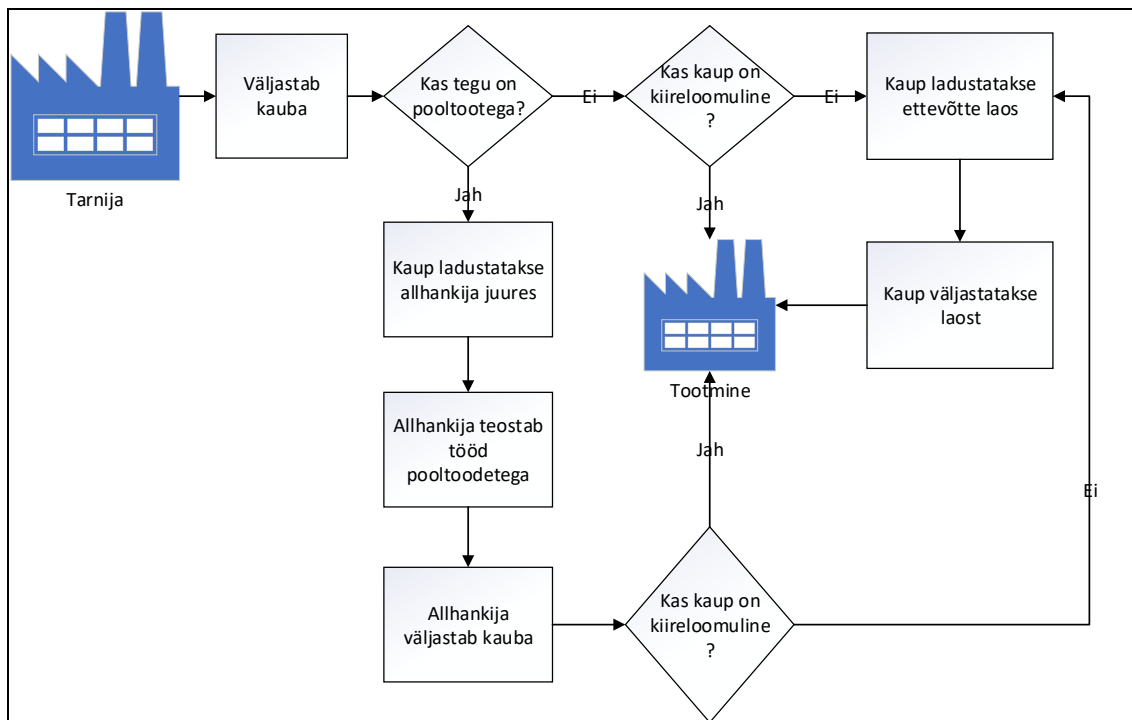 Väljastab
kauba
Kas tegu on
pooltootega?
Ei
Kas kaup on
kiireloomuline
?
Ei
Kaup ladustatakse
ettevõtte laos
Tarnija
Jah
Jah
Kaup ladustatakse
allhankija juures
Kaup väljastatakse
laost
Tootmine
Allhankija teostab
tööd
pooltoodetega
Jah
Ei
Allhankija
väljastab kauba
Kas kaup on
kiireloomuline
?